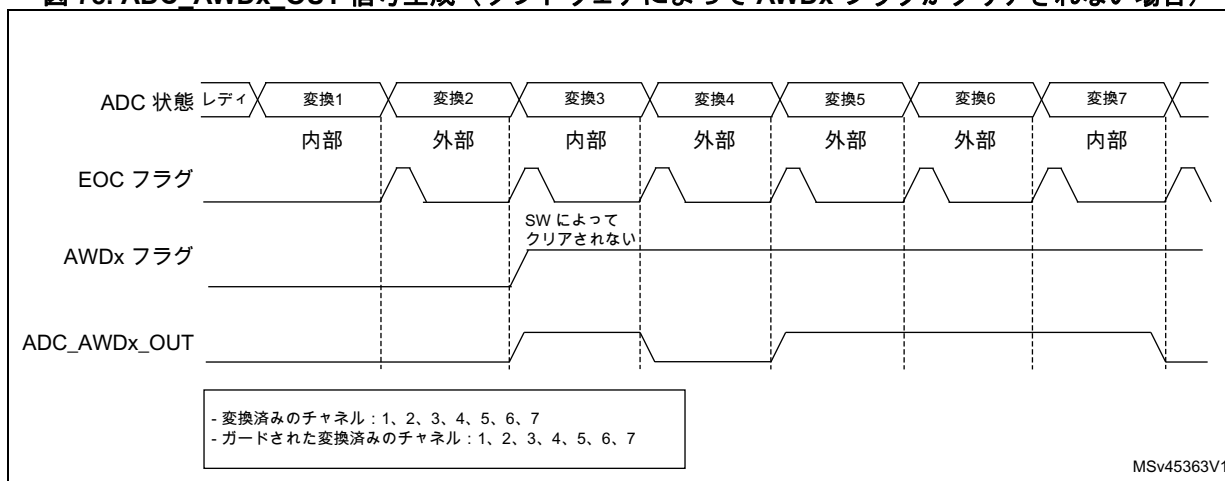 図 78. ADC_AWDx_OUT 信号生成（ソフトウェアによって AWDx フラグがクリアされない場合）
ADC 状態 レディ 変換1 変換2 変換3 変換4 変換5 変換6 変換7
内部 外部 内部 外部 外部 外部 内部
EOC フラグ
SW によって
クリアされない
AWDx フラグ
ADC_AWDx_OUT
- 変換済みのチャネル：1、2、3、4、5、6、7
- ガードされた変換済みのチャネル：1、2、3、4、5、6、7
MSv45363V1